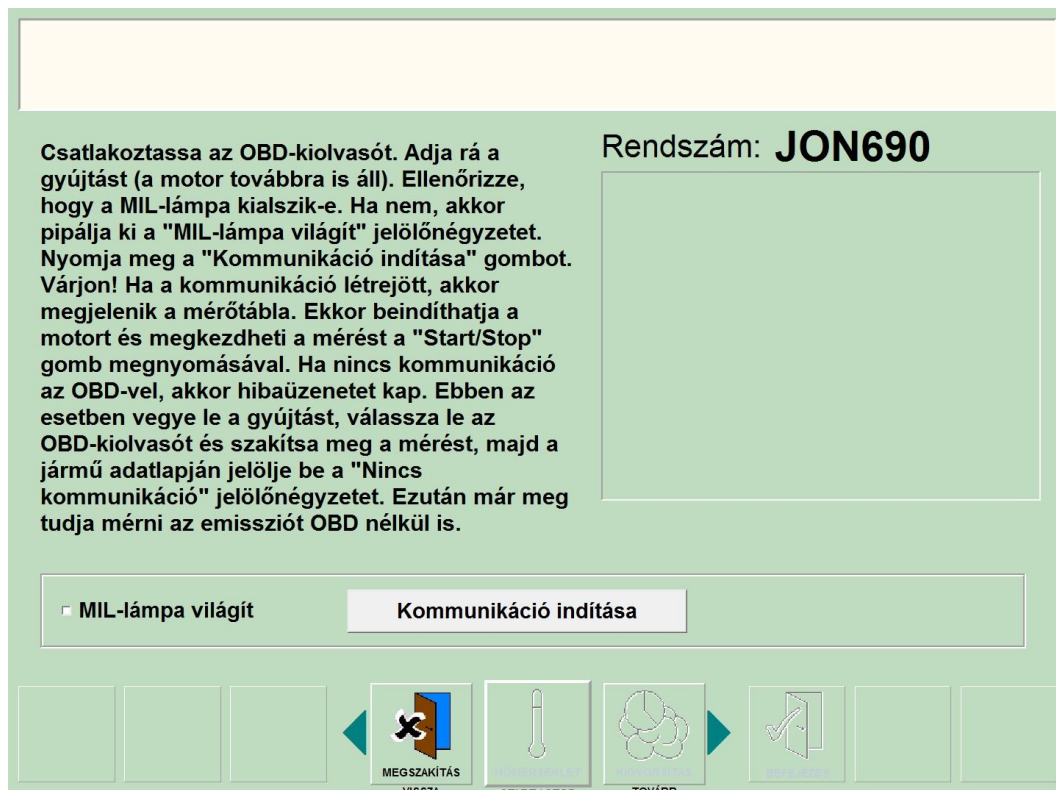 Csatlakoztassa az OBD-kiolvasót. Adja rá a
gyújtást (a motor továbbra is áll). Ellenőrizze,
hogy a MIL-lámpa kialszik-e. Ha nem, akkor
pipálja ki a "MIL-lámpa világít" jelölőnégyzetet.
Nyomja meg a "Kommunikáció indítása" gombot.
Várjon! Ha a kommunikáció létrejött, akkor
megjelenik a mérőtábla. Ekkor beindíthatja a
motort és megkezdheti a mérést a "Start/Stop"
gomb megnyomásával. Ha nincs kommunikáció
az OBD-vel, akkor hibaüzenetet kap. Ebben az
esetben vegye le a gyújtást, válassza le az
OBD-kiolvasót és szakítsa meg a mérést, majd a
jármű adatlapján jelölje be a "Nincs
kommunikáció" jelölőnégyzetet. Ezután már meg
tudja mérni az emissziót OBD nélkül is.
Rendszám: JON690
MIL-lámpa világít
Kommunikáció indítása
MEGSZAKÍTÁS
HŐMÉRSÉKLET
BEFEJEZÉS
VISSZA
TOVÁBB